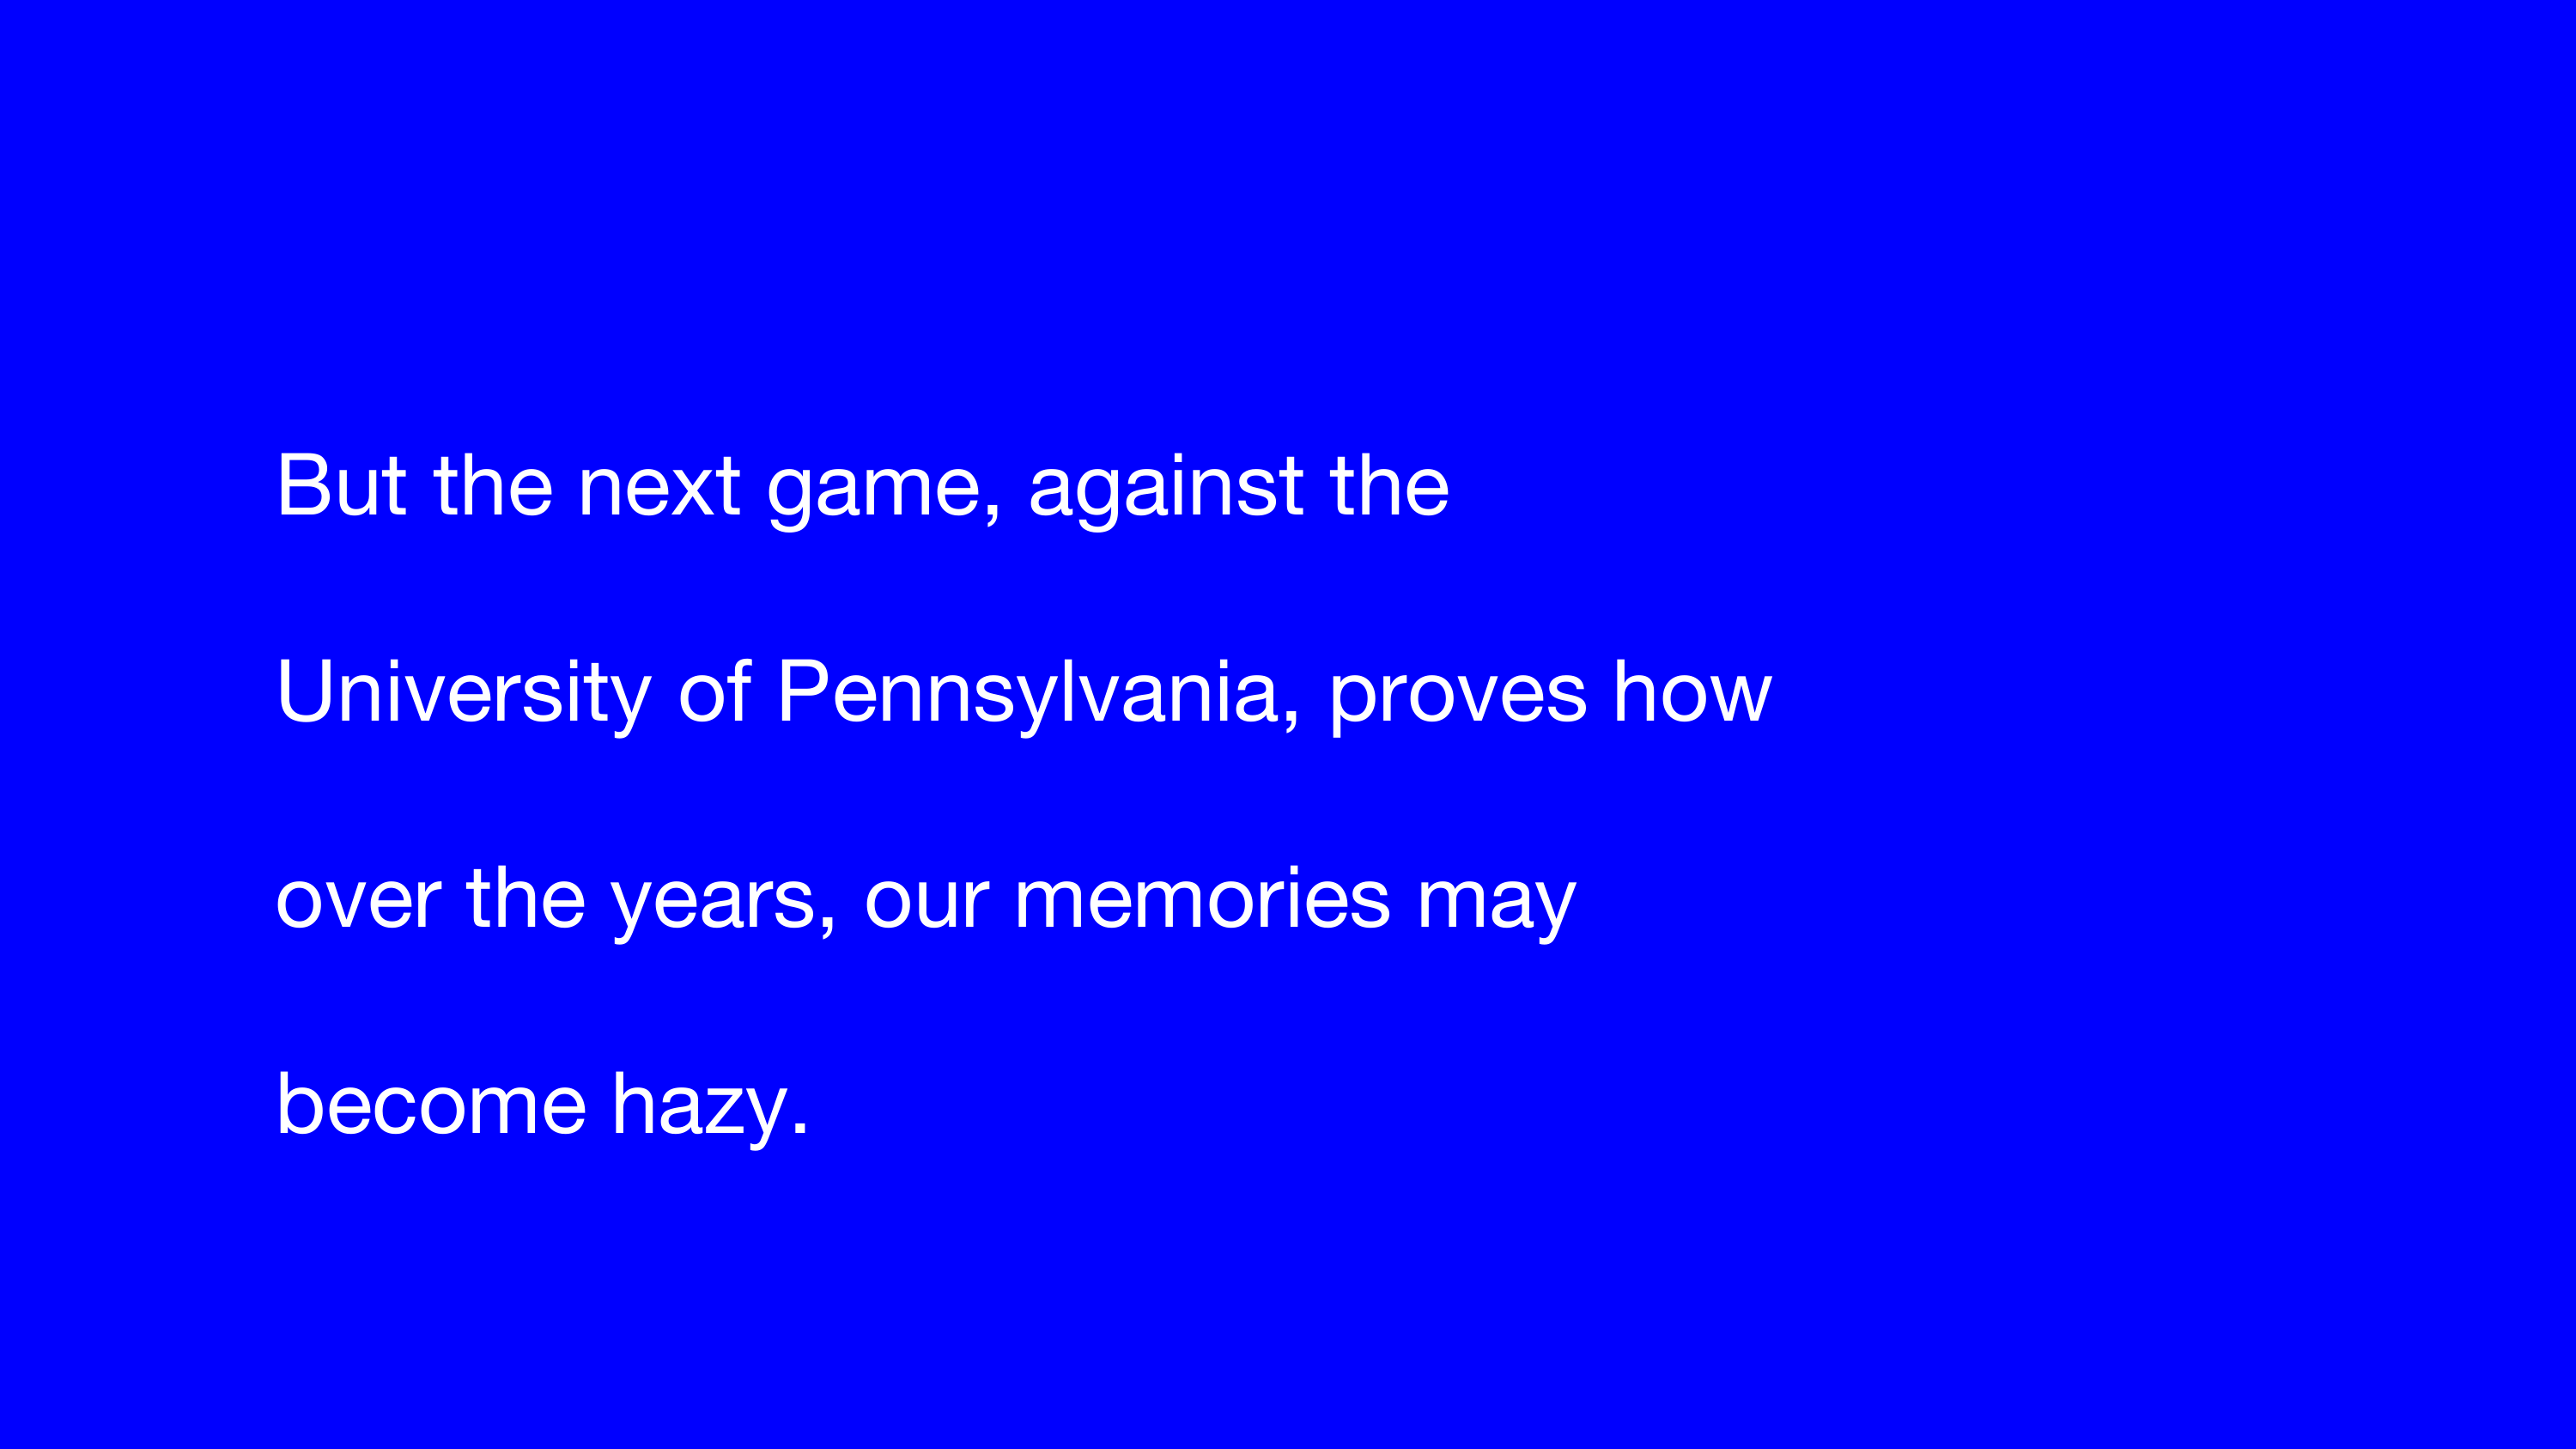 But the next game, against the
University of Pennsylvania, proves how
over the years, our memories may
become hazy.